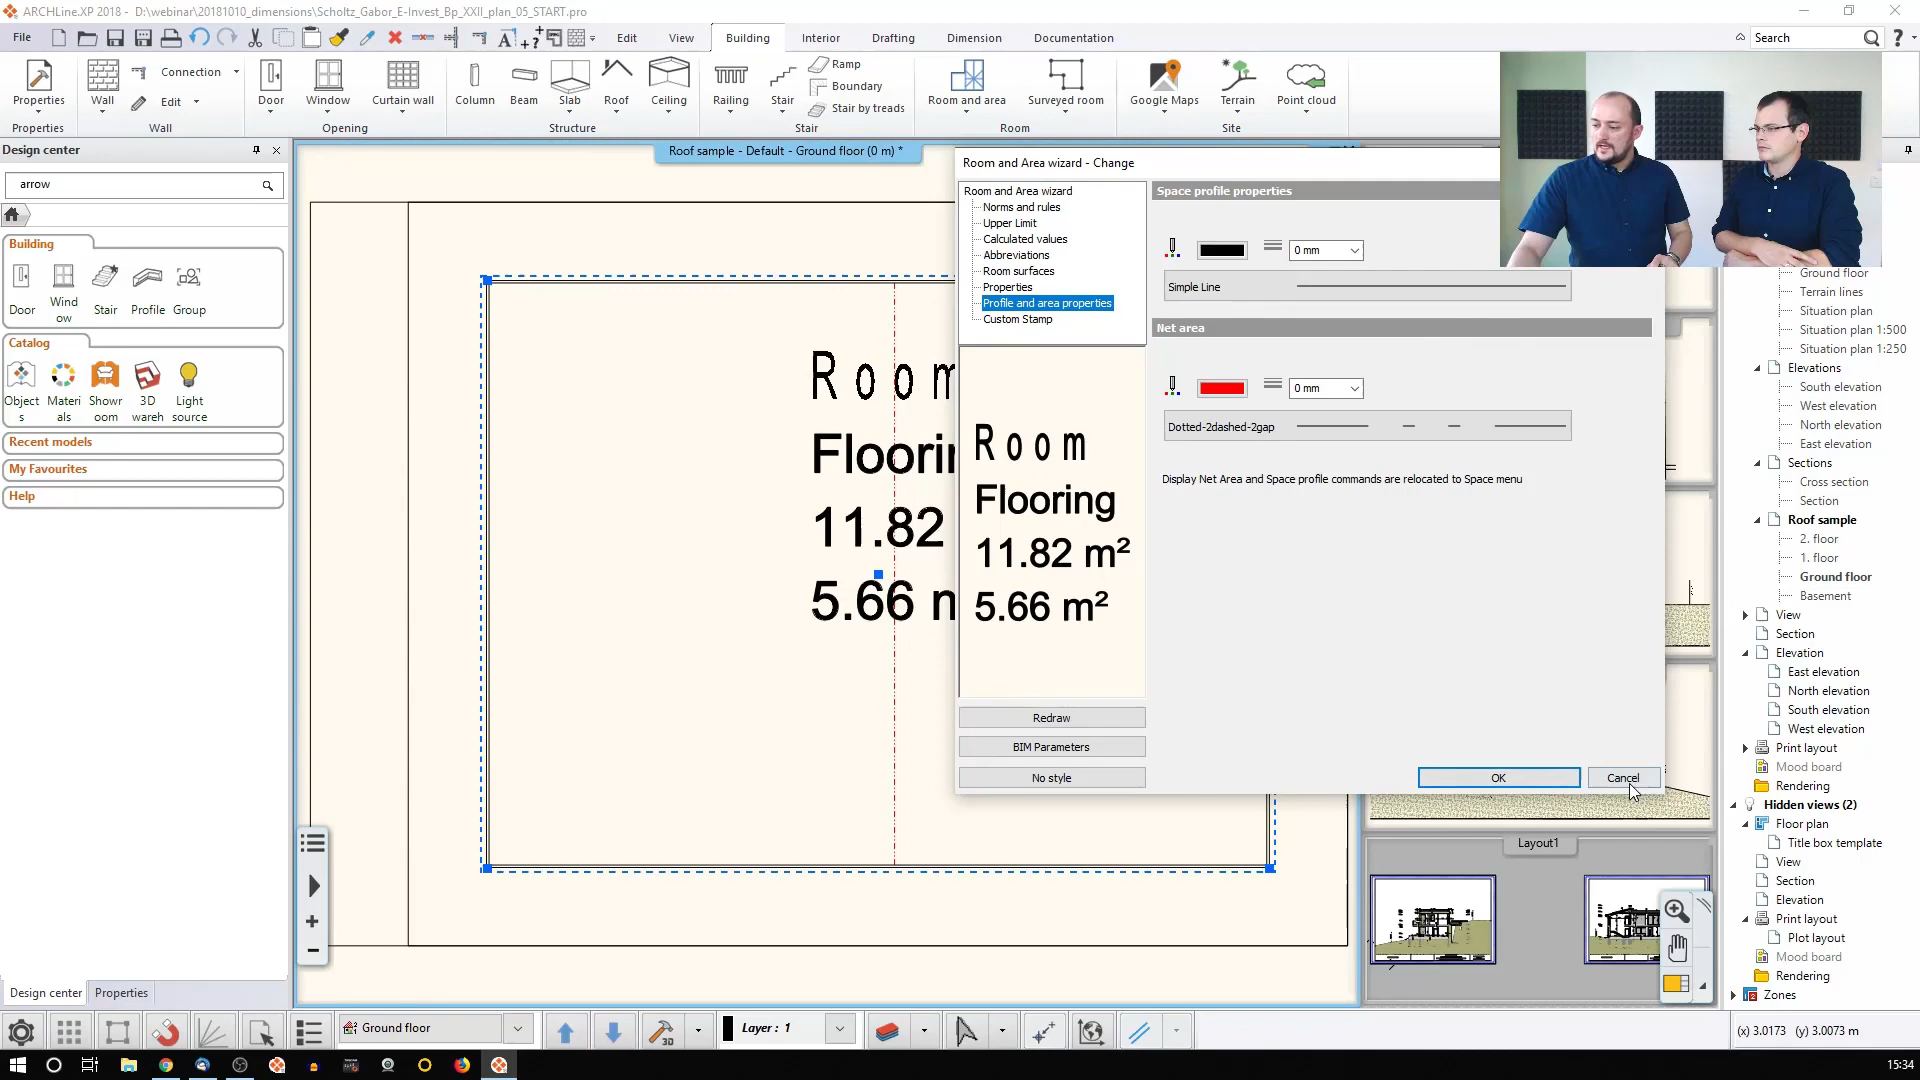 ARCHLine.XP 2018 - D:\webinar\20181010_dimensions\Scholtz_Gabor_E-Invest_Bp_XXII_plan_05_START.pro
File
Edit
View
Building
Interior
Drafting
Dimension
Documentation
Search
Properties
Wall
Connection
Edit
Door
Window
Curtain wall
Column
Beam
Slab
Roof
Ceiling
Railing
Stair
Ramp
Boundary
Stair by treads
Room and area
Surveyed room
Google Maps
Terrain
Point cloud
Properties
Wall
Opening
Structure
Stair
Room
Site
Design center
arrow
Building
Door
Wind
ow
Stair
Profile
Group
Catalog
Object
s
Materi
als
Showr
oom
3D
wareh
Light
source
Recent models
My Favourites
Help
Design center
Properties
Roof sample - Default - Ground floor (0 m) *
Room
Floorin
11.82
5.66 m
Room and Area wizard - Change
Room and Area wizard
Norms and rules
Upper Limit
Calculated values
Abbreviations
Room surfaces
Properties
Profile and area properties
Custom Stamp
Room
Flooring
11.82 m²
5.66 m²
Redraw
BIM Parameters
No style
Space profile properties
0 mm
Simple Line
Net area
0 mm
Dotted-2dashed-2gap
Display Net Area and Space profile commands are relocated to Space menu
OK
Cancel
Layout1
Ground floor
Terrain lines
Situation plan
Situation plan 1:500
Situation plan 1:250
Elevations
South elevation
West elevation
North elevation
East elevation
Sections
Cross section
Section
Roof sample
2. floor
1. floor
Ground floor
Basement
View
Section
Elevation
East elevation
North elevation
South elevation
West elevation
Print layout
Mood board
Rendering
Hidden views (2)
Floor plan
Title box template
View
Section
Elevation
Print layout
Plot layout
Mood board
Rendering
Zones
Ground floor
3D
Layer : 1
(x) 3.0173 (y) 3.0073 m
15:34